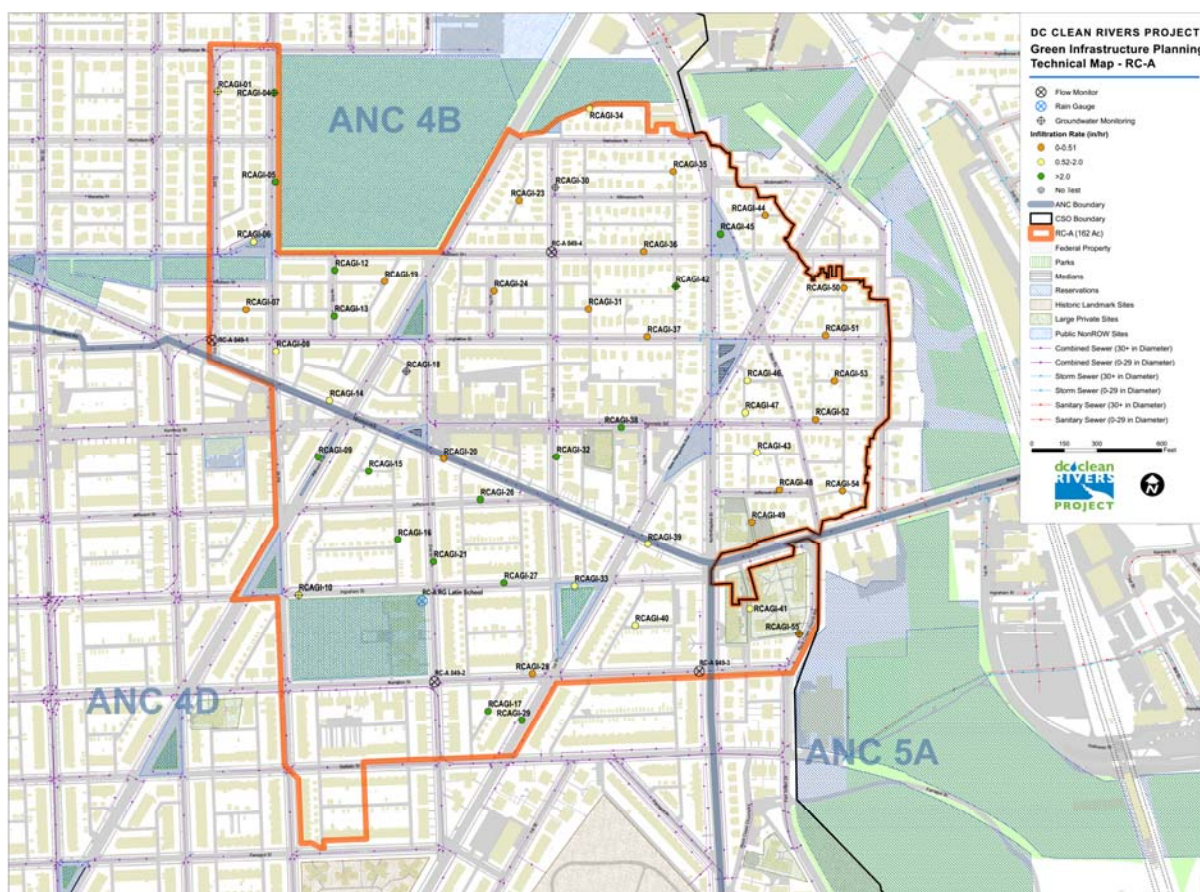 DC CLEAN RIVERS PROJECT
Green Infrastructure Planning
Technical Map - RC-A
Flow Monitor
Rain Gauge
Groundwater Monitoring
Infiltration Rate (in/hr)
0-0.51
0.52-2.0
>2.0
No Test
ANC Boundary
CSO Boundary
RC-A (162 Ac)
Federal Property
Parks
Medians
Reservations
Historic Landmark Sites
Large Private Sites
Public NonROW Sites
Combined Sewer (30+ in Diameter)
Combined Sewer (0-29 in Diameter)
Storm Sewer (30+ in Diameter)
Storm Sewer (0-29 in Diameter)
Sanitary Sewer (30+ in Diameter)
Sanitary Sewer (0-29 in Diameter)
0 150 300 600
Feet
dc clean
RIVERS
PROJECT
N
ANC 4B
ANC 4D
ANC 5A
RCAGI-01
RCAGI-04
RCAGI-34
RCAGI-35
RCAGI-05
RCAGI-30
RCAGI-23
RCAGI-44
RCAGI-45
RCAGI-06
RC-A 049-4
RCAGI-36
RCAGI-12
RCAGI-19
RCAGI-24
RCAGI-42
RCAGI-50
RCAGI-07
RCAGI-13
RCAGI-31
RCAGI-37
RCAGI-51
RC-A 049-1
RCAGI-08
RCAGI-18
RCAGI-46
RCAGI-53
RCAGI-14
RCAGI-47
RCAGI-52
RCAGI-38
RCAGI-09
RCAGI-15
RCAGI-20
RCAGI-32
RCAGI-43
RCAGI-26
RCAGI-48
RCAGI-54
RCAGI-49
RCAGI-16
RCAGI-39
RCAGI-21
RCAGI-27
RCAGI-33
RCAGI-10
RC-A RG Latin School
RCAGI-41
RCAGI-40
RCAGI-55
RC-A 049-2
RCAGI-28
RC-A 049-3
RCAGI-17
RCAGI-29